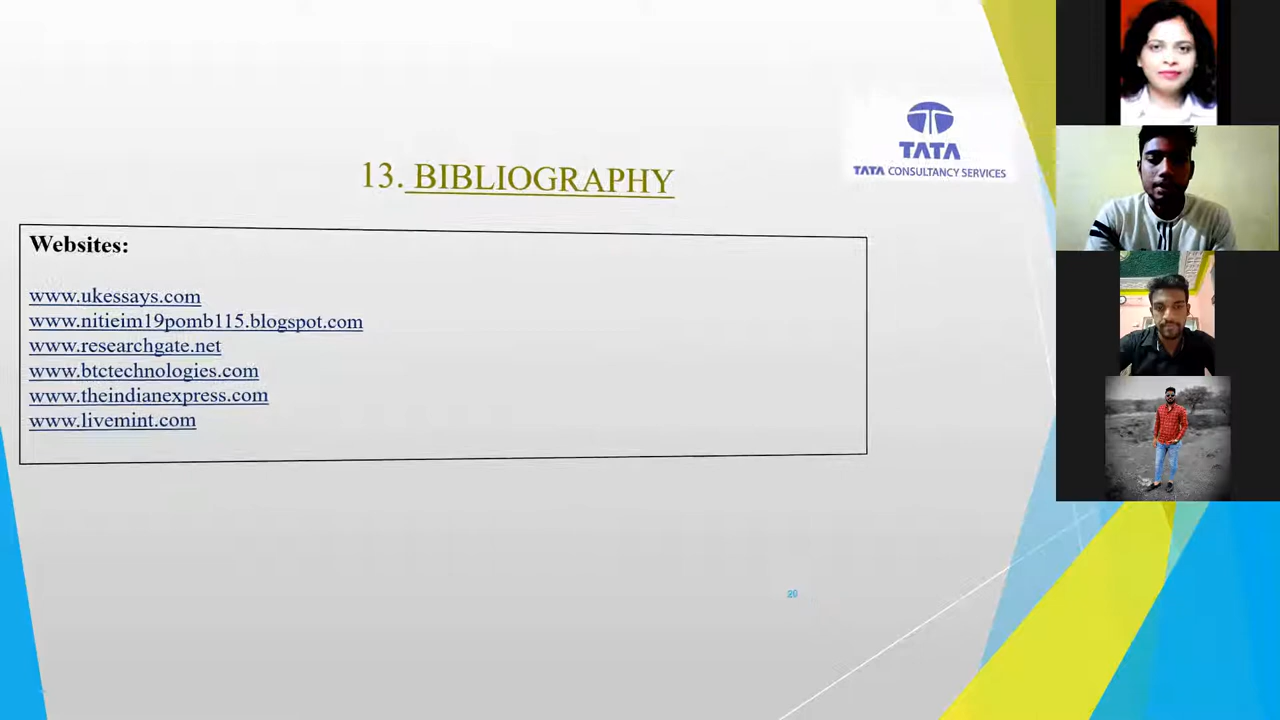 TATA
TATA CONSULTANCY SERVICES
13. BIBLIOGRAPHY
Websites:
www.ukessays.com
www.nitieim19pomb115.blogspot.com
www.researchgate.net
www.btctechnologies.com
www.theindianexpress.com
www.livemint.com
20